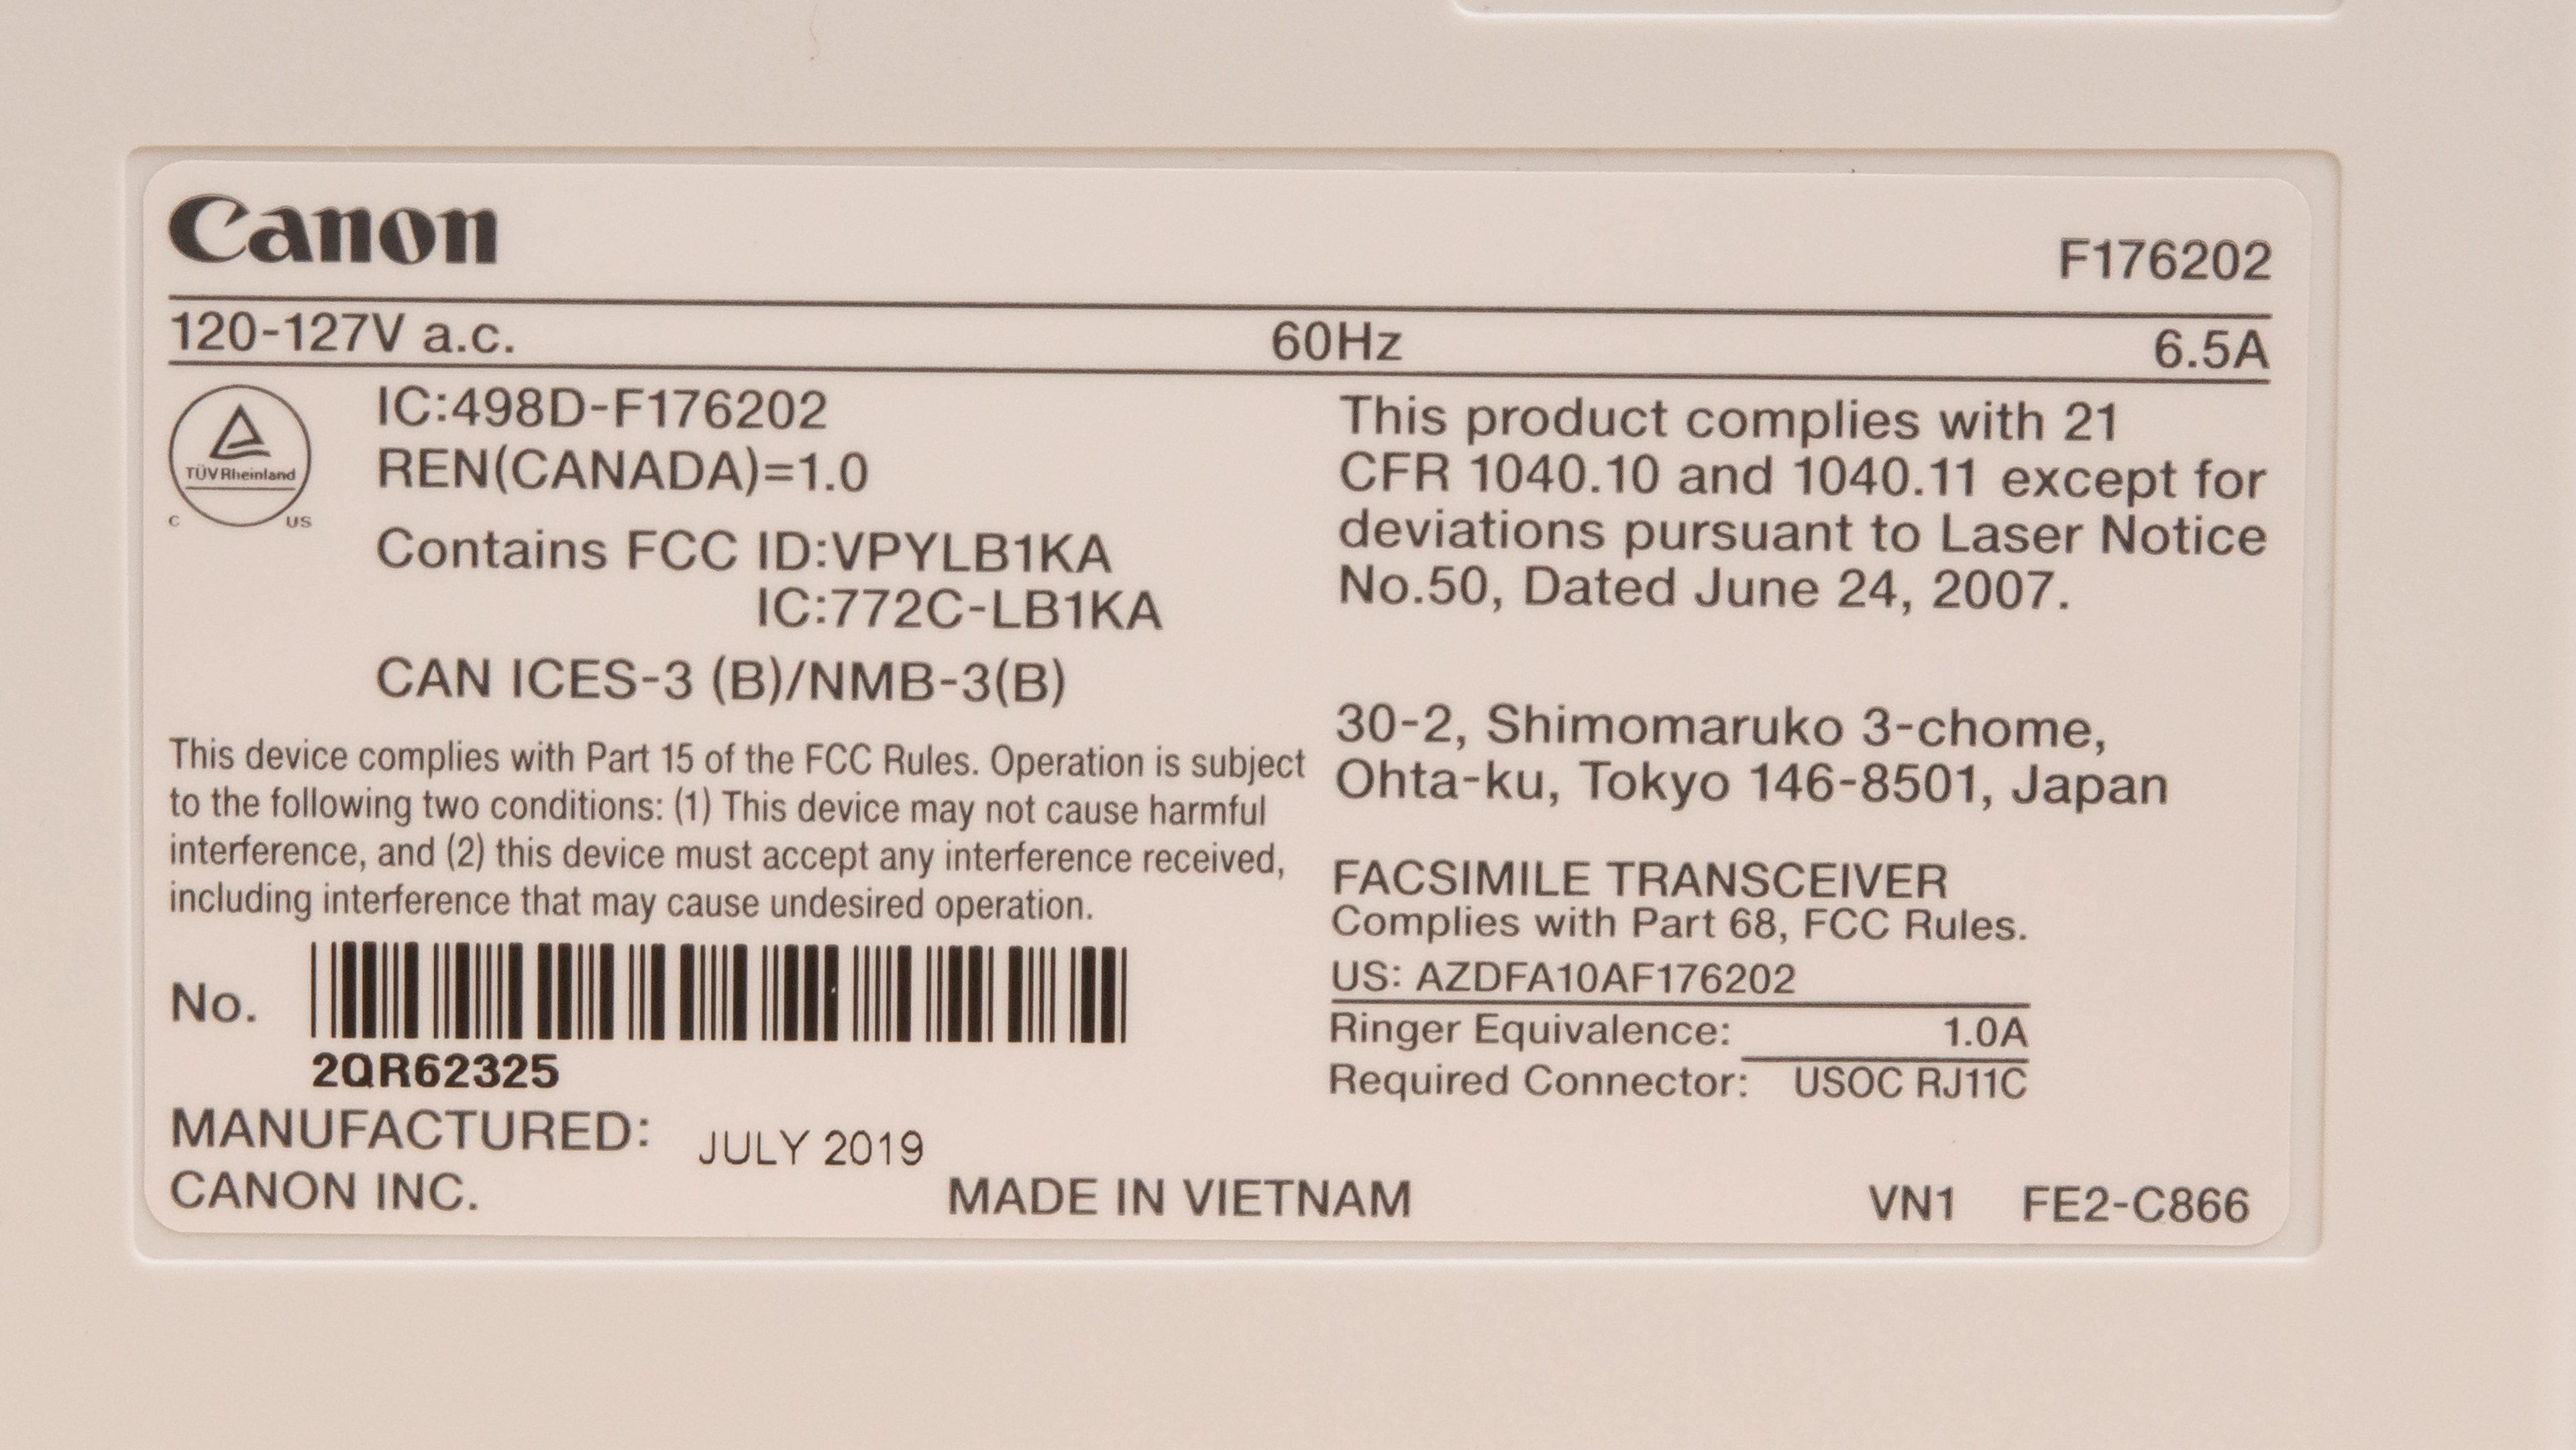 Canon
F176202
120-127V a.c. 60Hz 6.5A
TÜVRheinland
C US
IC:498D-F176202
REN(CANADA)=1.0
Contains FCC ID:VPYLB1KA
IC:772C-LB1KA
CAN ICES-3 (B)/NMB-3(B)
This device complies with Part 15 of the FCC Rules. Operation is subject
to the following two conditions: (1) This device may not cause harmful
interference, and (2) this device must accept any interference received,
including interference that may cause undesired operation.
No.
2QR62325
MANUFACTURED: JULY 2019
CANON INC.
This product complies with 21
CFR 1040.10 and 1040.11 except for
deviations pursuant to Laser Notice
No.50, Dated June 24, 2007.
30-2, Shimomaruko 3-chome,
Ohta-ku, Tokyo 146-8501, Japan
FACSIMILE TRANSCEIVER
Complies with Part 68, FCC Rules.
US: AZDFA10AF176202
Ringer Equivalence: 1.0A
Required Connector: USOC RJ11C
MADE IN VIETNAM
VN1 FE2-C866